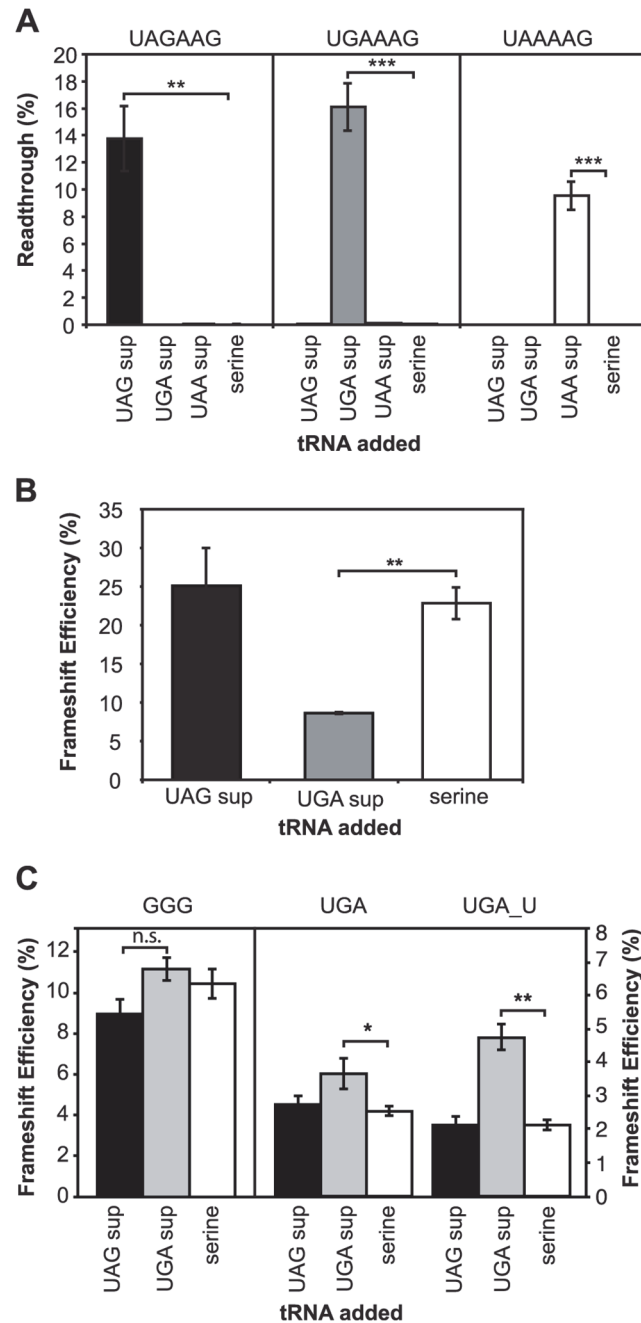 A
UAGAAG UGAAAG UAAAAG
Readthrough (%)
20
18
16
14
12
10
8
6
4
2
0
** *** ***
UAG sup UGA sup UAA sup serine UAG sup UGA sup UAA sup serine UAG sup UGA sup UAA sup serine
tRNA added
B
Frameshift Efficiency (%)
35
30
25
20
15
10
5
0
**
UAG sup UGA sup serine
tRNA added
C
GGG UGA UGA_U
Frameshift Efficiency (%)
12
10
8
6
4
2
0
n.s. * **
8
7
6
5
4
3
2
1
0
Frameshift Efficiency (%)
UAG sup UGA sup serine UAG sup UGA sup serine UAG sup UGA sup serine
tRNA added